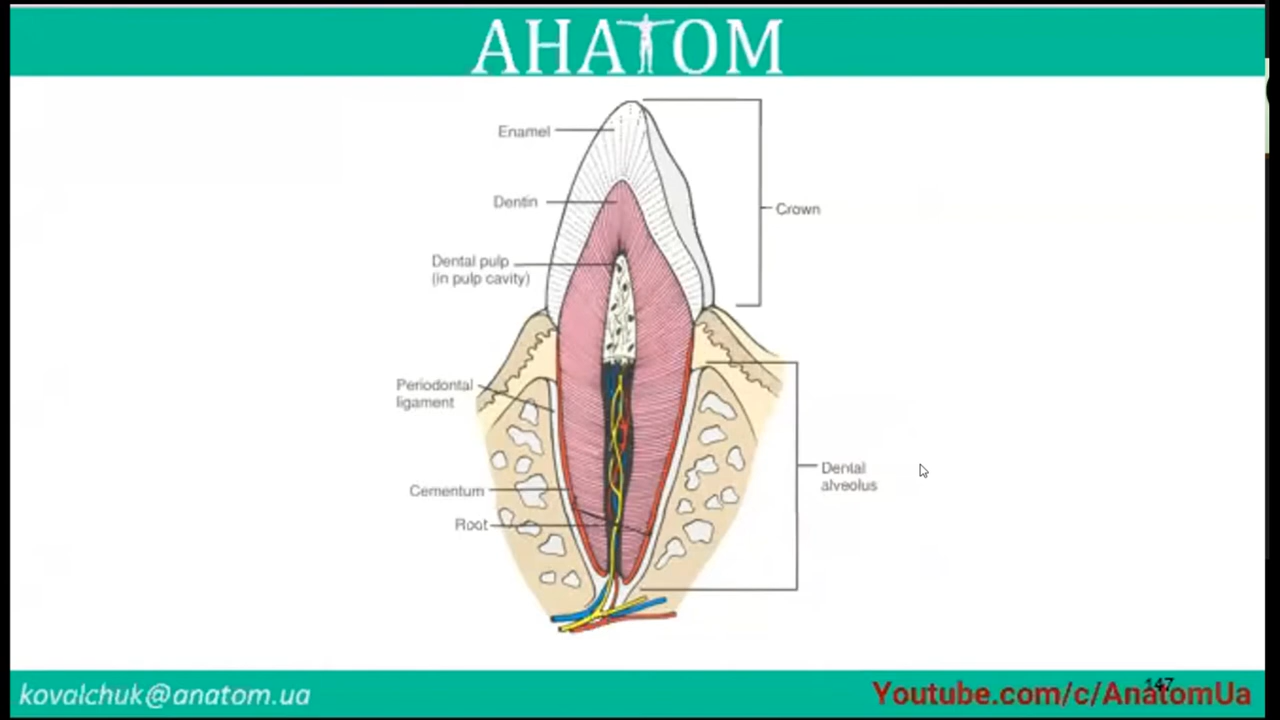 АНАТОМ
Enamel
Dentin
Crown
Dental pulp
(in pulp cavity)
Periodontal
ligament
Dental
alveolus
Cementum
Root
kovalchuk@anatom.ua
147
Youtube.com/c/AnatomUa